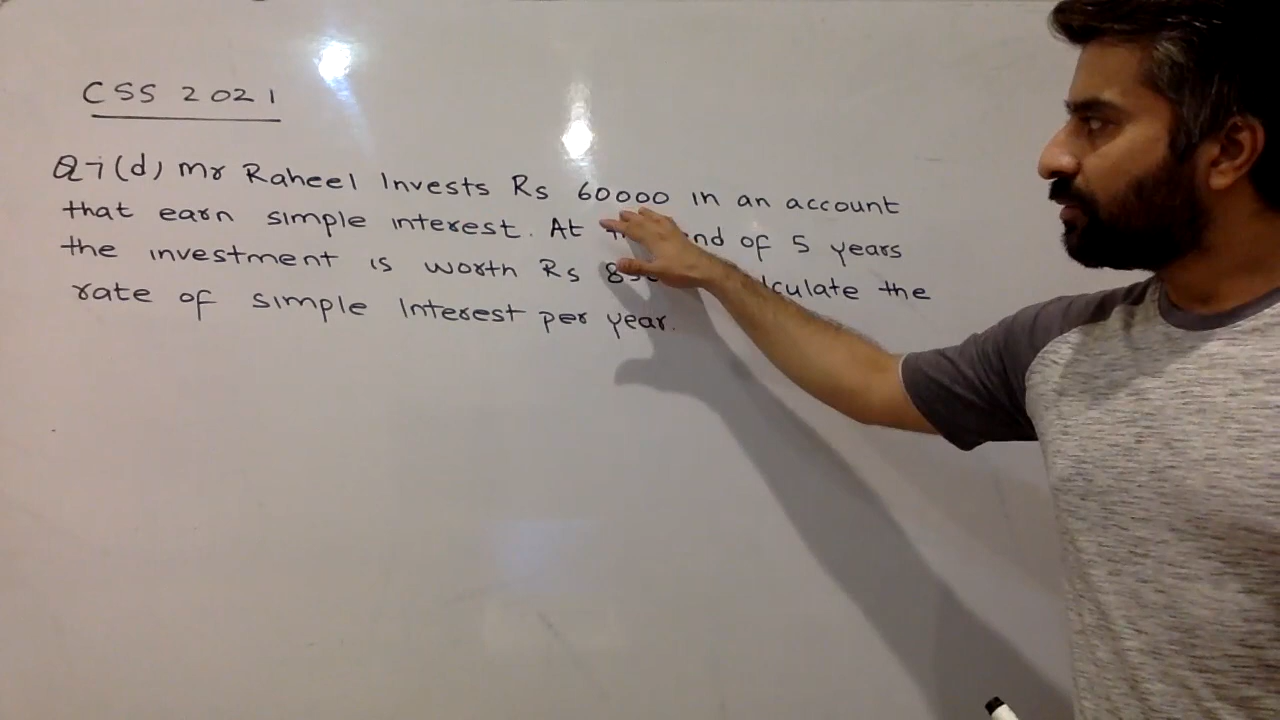 CSS 2021
Q7(d) Mr Raheel Invests Rs 60000 in an account
that earn simple interest. At end of 5 years
the investment is worth Rs the
rate of simple Interest per year.